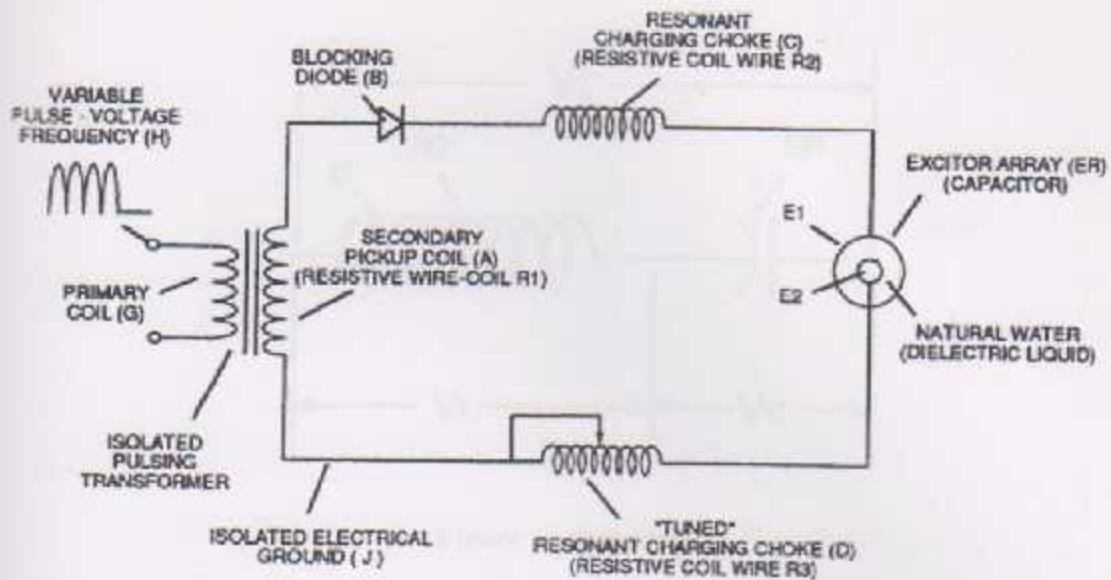 RESONANT
CHARGING CHOKE (C)
(RESISTIVE COIL WIRE R2)
BLOCKING
DIODE (B)
VARIABLE
PULSE - VOLTAGE
FREQUENCY (H)
EXCITOR ARRAY (ER)
(CAPACITOR)
E1
SECONDARY
PICKUP COIL (A)
(RESISTIVE WIRE-COIL R1)
E2
PRIMARY
COIL (G)
NATURAL WATER
(DIELECTRIC LIQUID)
ISOLATED
PULSING
TRANSFORMER
ISOLATED ELECTRICAL
GROUND ( J )
"TUNED"
RESONANT CHARGING CHOKE (D)
(RESISTIVE COIL WIRE R3)